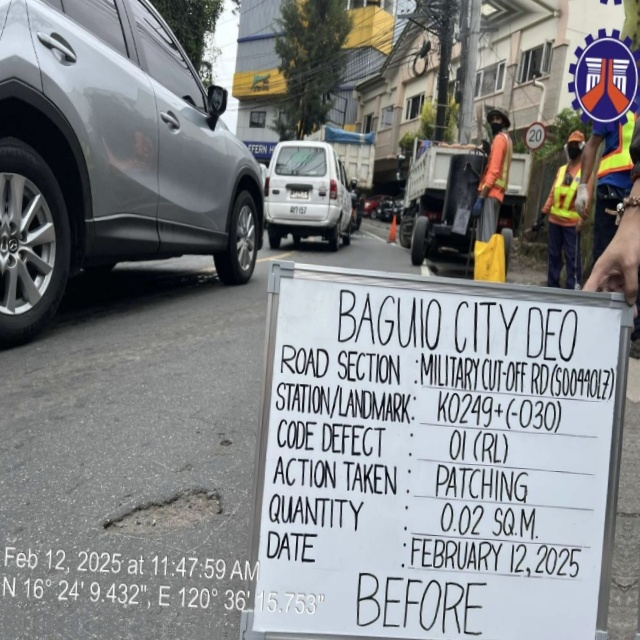 20
BAGUIO CITY DEO
ROAD SECTION : MILITARY CUT-OFF RD (S00440LZ)
STATION/LANDMARK: K0249+(-030)
CODE DEFECT : 01 (RL)
ACTION TAKEN : PATCHING
QUANTITY : 0.02 SQ.M.
DATE : FEBRUARY 12, 2025
BEFORE
Feb 12, 2025 at 11:47:59 AM
N 16° 24' 9.432", E 120° 36' 15.753"